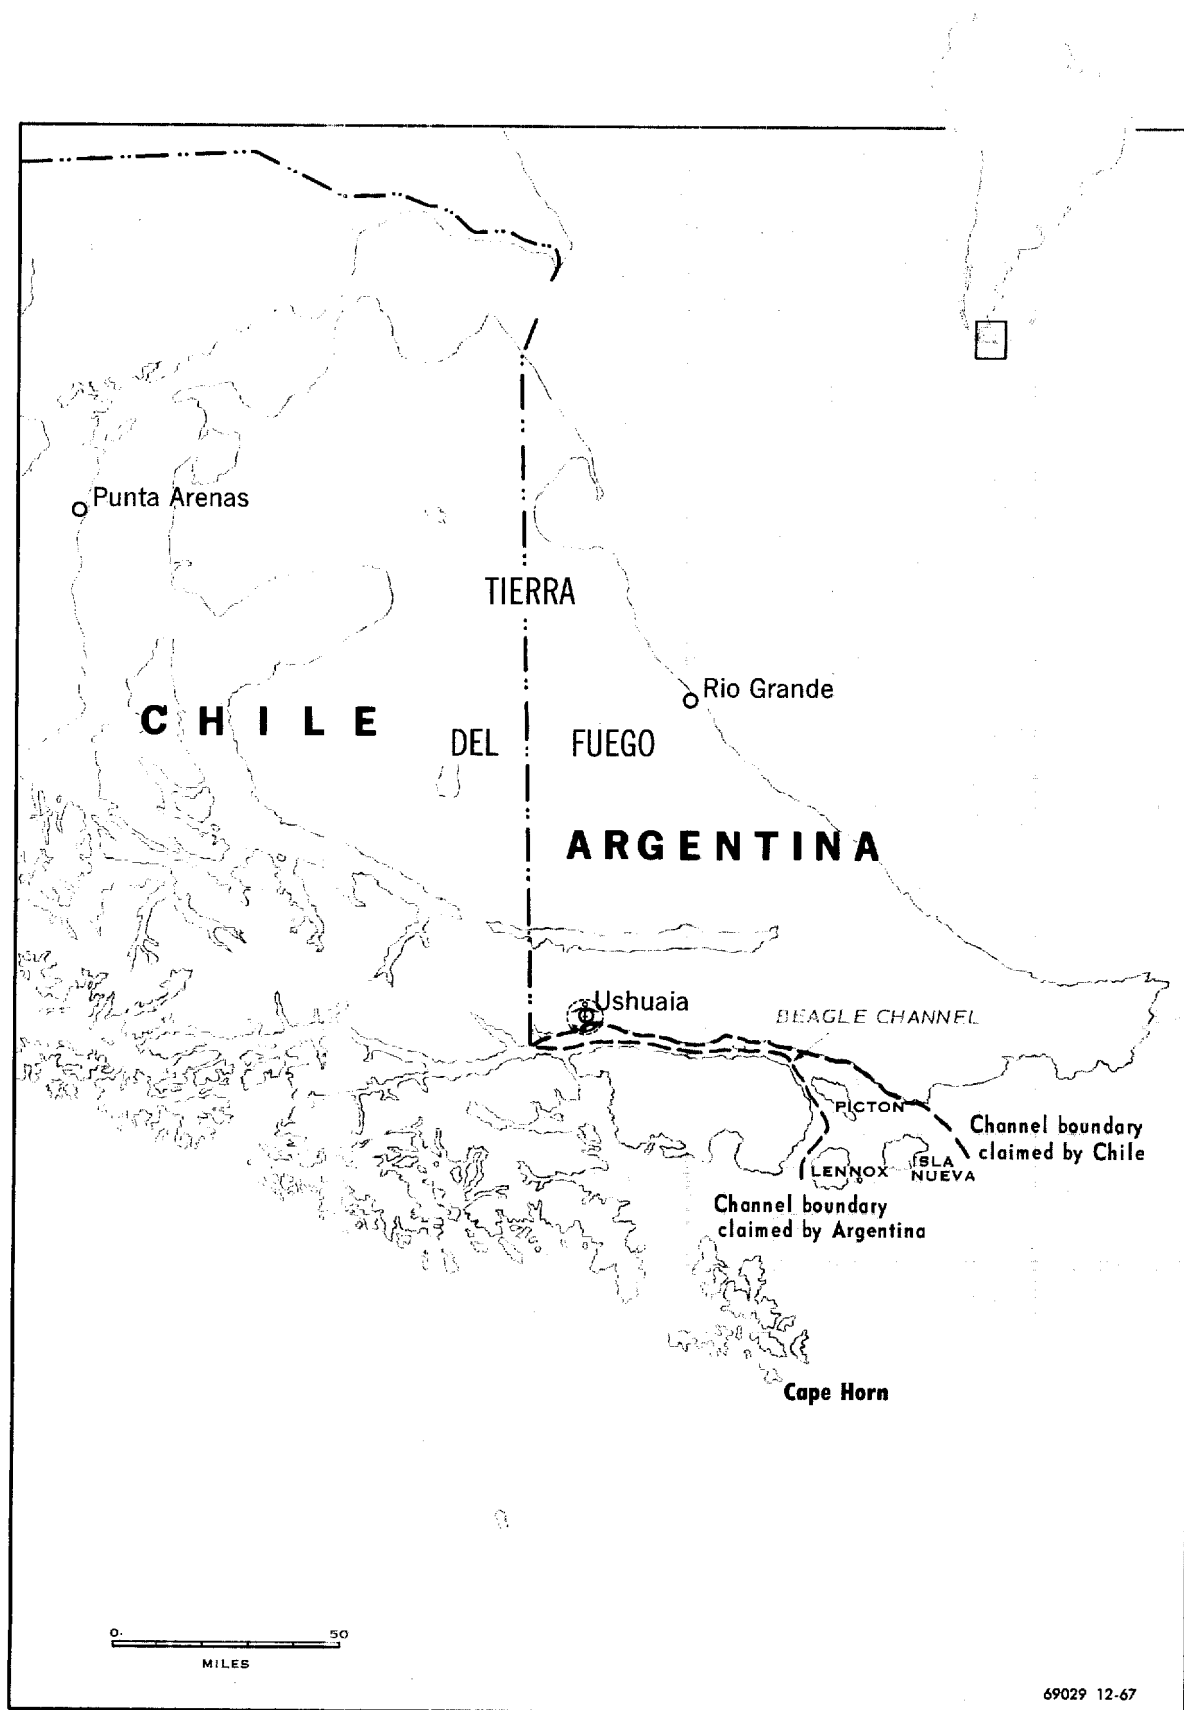 Punta Arenas
TIERRA
Rio Grande
CHILE
DEL FUEGO
ARGENTINA
Ushuaia
BEAGLE CHANNEL
PICTON
Channel boundary
claimed by Chile
LENNOX
ISLA
NUEVA
Channel boundary
claimed by Argentina
Cape Horn
0 50
MILES
69029 12-67